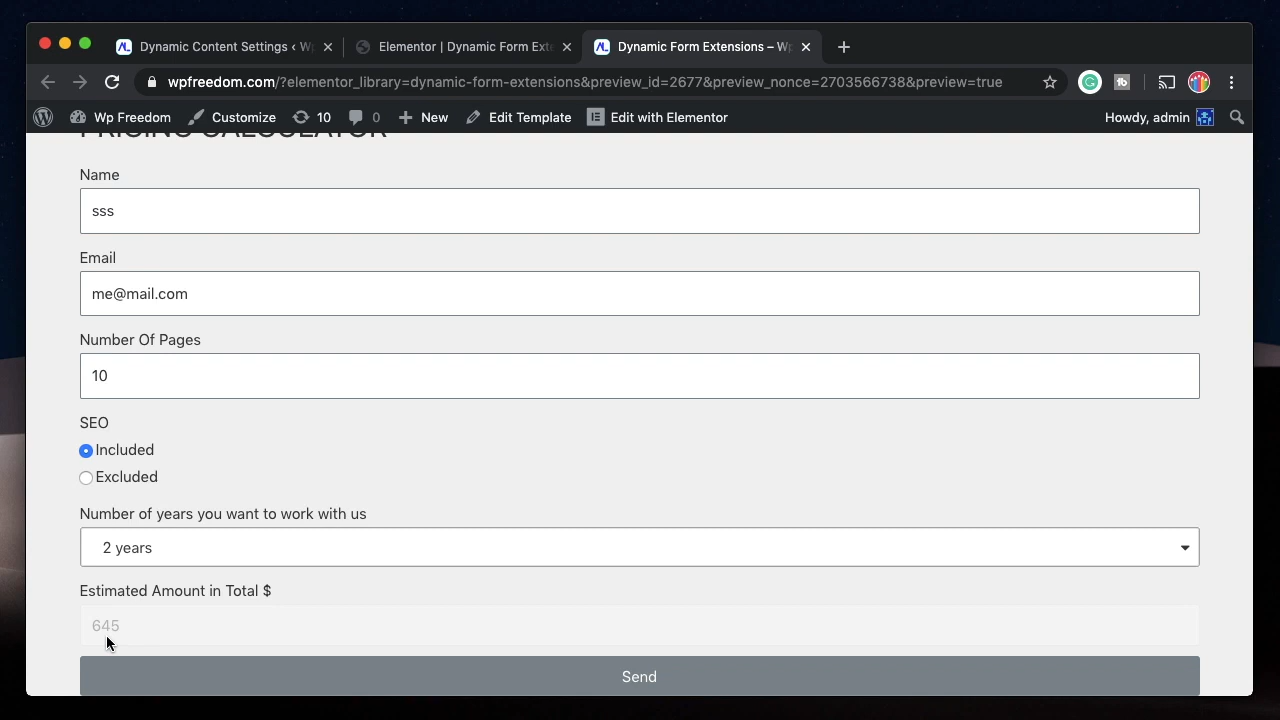 Dynamic Content Settings ‹ W
Elementor | Dynamic Form Ext
Dynamic Form Extensions – Wp
wpfreedom.com/?elementor_library=dynamic-form-extensions&preview_id=2677&preview_nonce=2703566738&preview=true
Wp Freedom Customize 10 0 New Edit Template Edit with Elementor Howdy, admin
PRICING CALCULATOR
Name
sss
Email
me@mail.com
Number Of Pages
10
SEO
Included
Excluded
Number of years you want to work with us
2 years
Estimated Amount in Total $
645
Send